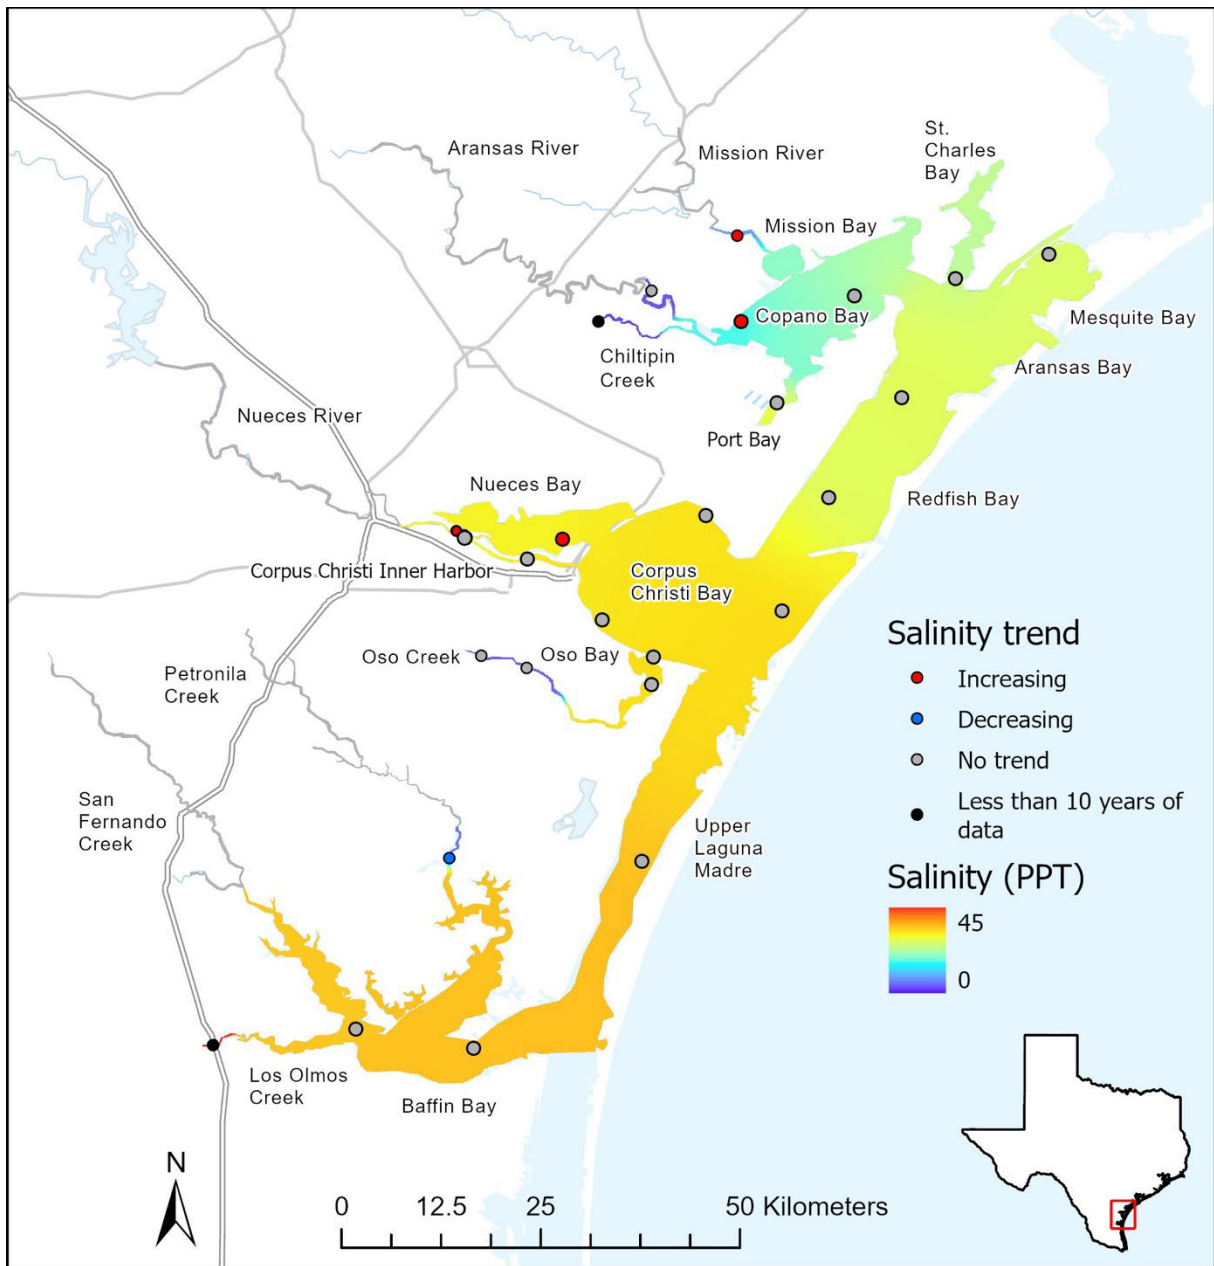 St.
Charles
Bay
Aransas River
Mission River
Mission Bay
Copano Bay
Mesquite Bay
Aransas Bay
Chiltipin
Creek
Nueces River
Port Bay
Nueces Bay
Redfish Bay
Corpus Christi Inner Harbor
Corpus
Christi Bay
Oso Creek
Oso Bay
Petronila
Creek
San
Fernando
Creek
Upper
Laguna
Madre
Los Olmos
Creek
Baffin Bay
Salinity trend
Increasing
Decreasing
No trend
Less than 10 years of
data
Salinity (PPT)
45
0
N
0 12.5 25 50 Kilometers